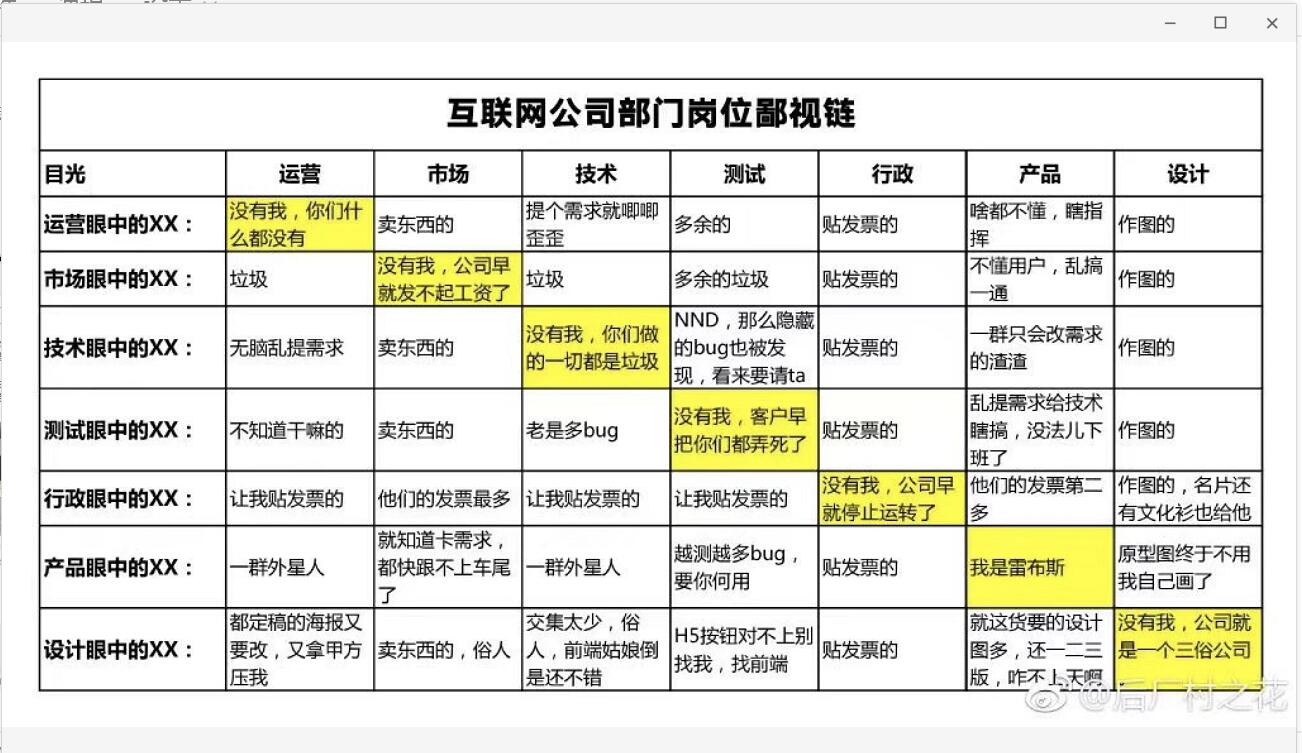 互联网公司部门岗位鄙视链
目光 运营 市场 技术 测试 行政 产品 设计
运营眼中的XX： 没有我，你们什么都没有 卖东西的 提个需求就唧唧歪歪 多余的 贴发票的 啥都不懂，瞎指挥 作图的
市场眼中的XX： 垃圾 没有我，公司早就发不起工资了 垃圾 多余的垃圾 贴发票的 不懂用户，乱搞一通 作图的
技术眼中的XX： 无脑乱提需求 卖东西的 没有我，你们做的一切都是垃圾 NND，那么隐藏的bug也被发现，看来要请ta 贴发票的 一群只会改需求的渣渣 作图的
测试眼中的XX： 不知道干嘛的 卖东西的 老是多bug 没有我，客户早把你们都弄死了 贴发票的 乱提需求给技术瞎搞，没法儿下班了 作图的
行政眼中的XX： 让我贴发票的 他们的发票最多 让我贴发票的 让我贴发票的 没有我，公司早就停止运转了 他们的发票第二多 作图的，名片还有文化衫也给他
产品眼中的XX： 一群外星人 就知道卡需求，都快跟不上车尾了 一群外星人 越测越多bug，要你何用 贴发票的 我是雷布斯 原型图终于不用我自己画了
设计眼中的XX： 都定稿的海报又要改，又拿甲方压我 卖东西的，俗人 交集太少，俗人，前端姑娘倒是还不错 H5按钮对不上别找我，找前端 贴发票的 就这货要的设计图多，还一二三版，咋不上天啊 没有我，公司就是一个三俗公司
@后厂村之花